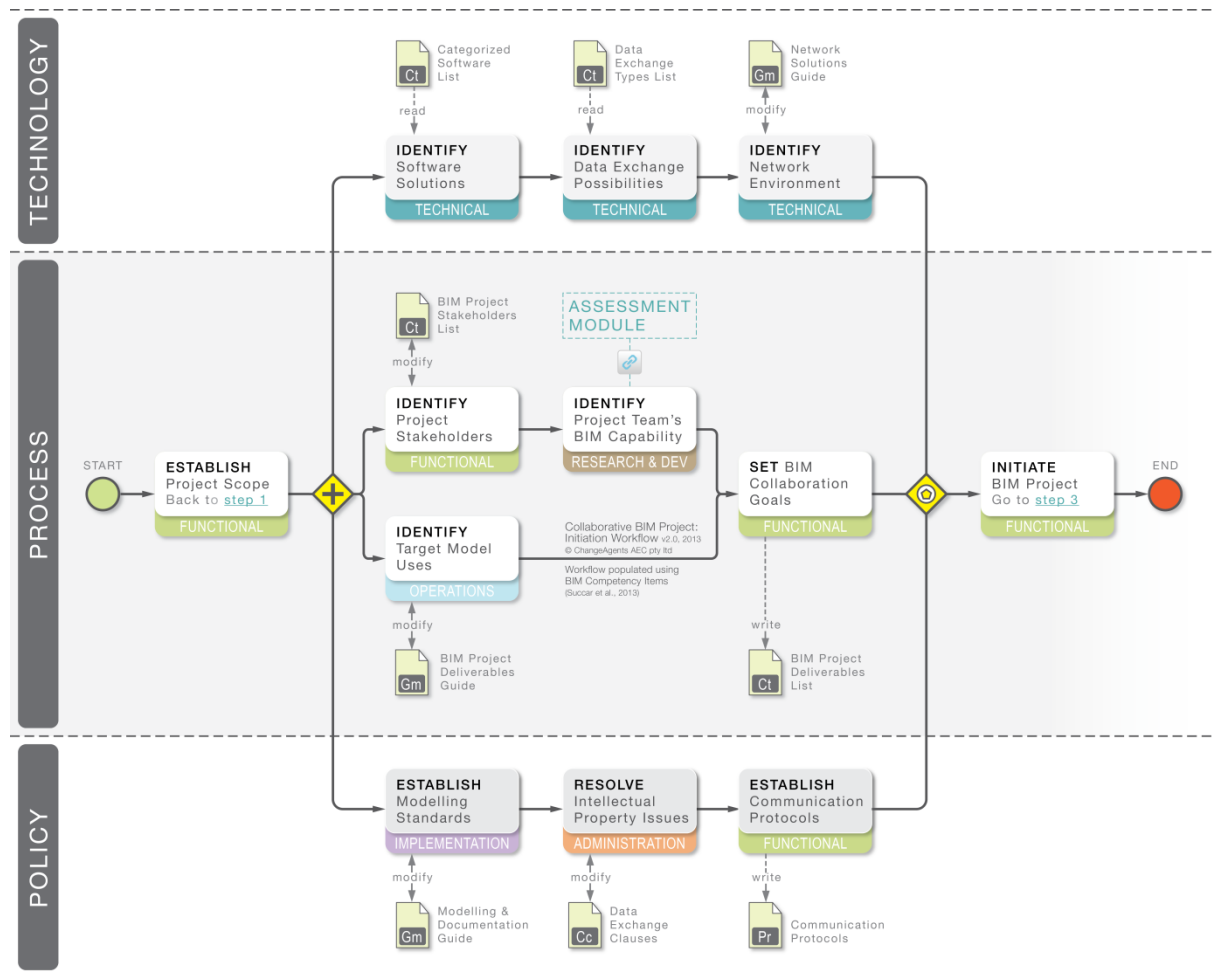 TECHNOLOGY
Categorized
Software
List
Ct
read
Data
Exchange
Types List
Ct
read
Network
Solutions
Guide
Gm
modify
IDENTIFY
Software
Solutions
TECHNICAL
IDENTIFY
Data Exchange
Possibilities
TECHNICAL
IDENTIFY
Network
Environment
TECHNICAL
PROCESS
BIM Project
Stakeholders
List
Ct
modify
ASSESSMENT
MODULE
IDENTIFY
Project
Stakeholders
FUNCTIONAL
IDENTIFY
Project Team's
BIM Capability
RESEARCH & DEV
START
ESTABLISH
Project Scope
Back to step 1
FUNCTIONAL
SET BIM
Collaboration
Goals
FUNCTIONAL
INITIATE
BIM Project
Go to step 3
FUNCTIONAL
END
IDENTIFY
Target Model
Uses
OPERATIONS
Collaborative BIM Project:
Initiation Workflow v2.0, 2013
© ChangeAgents AEC pty ltd
Workflow populated using
BIM Competency Items
(Succar et al., 2013)
modify
BIM Project
Deliverables
Guide
Gm
write
BIM Project
Deliverables
List
Ct
POLICY
ESTABLISH
Modelling
Standards
IMPLEMENTATION
RESOLVE
Intellectual
Property Issues
ADMINISTRATION
ESTABLISH
Communication
Protocols
FUNCTIONAL
modify
Modelling &
Documentation
Guide
Gm
modify
Data
Exchange
Clauses
Cc
write
Communication
Protocols
Pr